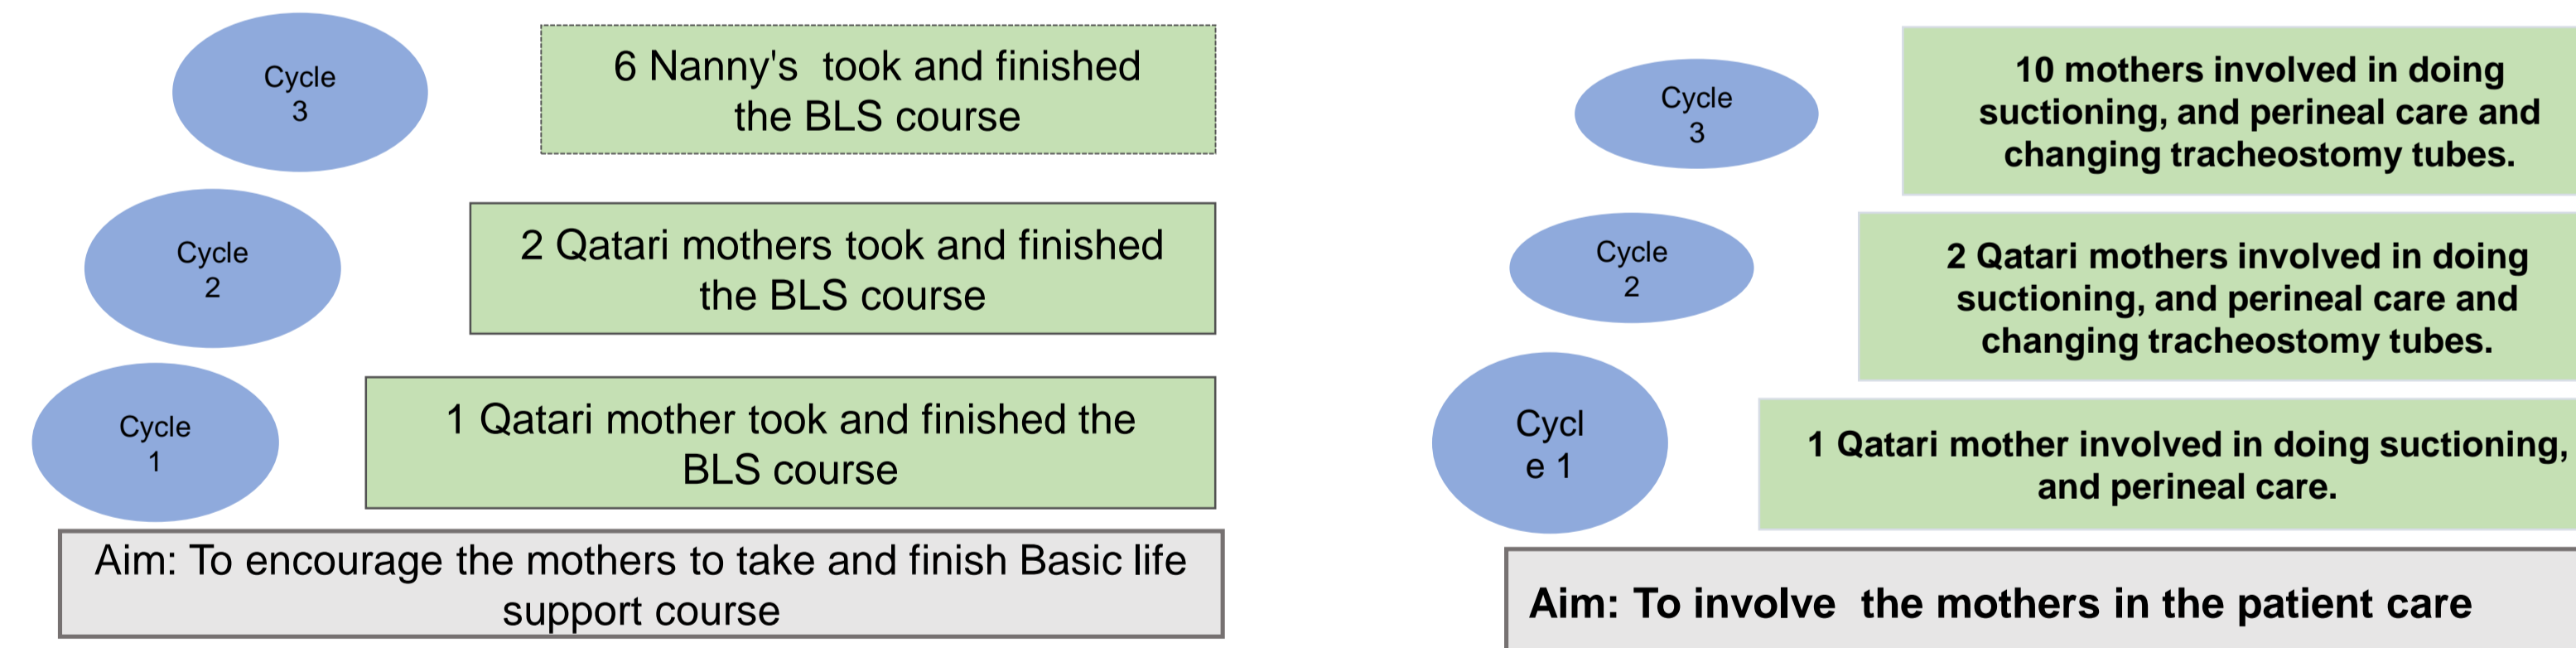 Cycle
3
6 Nanny's  took and finished
the BLS course
Cycle
2
2 Qatari mothers took and finished
the BLS course
Cycle
1
1 Qatari mother took and finished the
BLS course
Aim: To encourage the mothers to take and finish Basic life
support course
Cycle
3
10 mothers involved in doing
suctioning, and perineal care and
changing tracheostomy tubes.
Cycle
2
2 Qatari mothers involved in doing
suctioning, and perineal care and
changing tracheostomy tubes.
Cycl
e 1
1 Qatari mother involved in doing suctioning,
and perineal care.
Aim: To involve  the mothers in the patient care